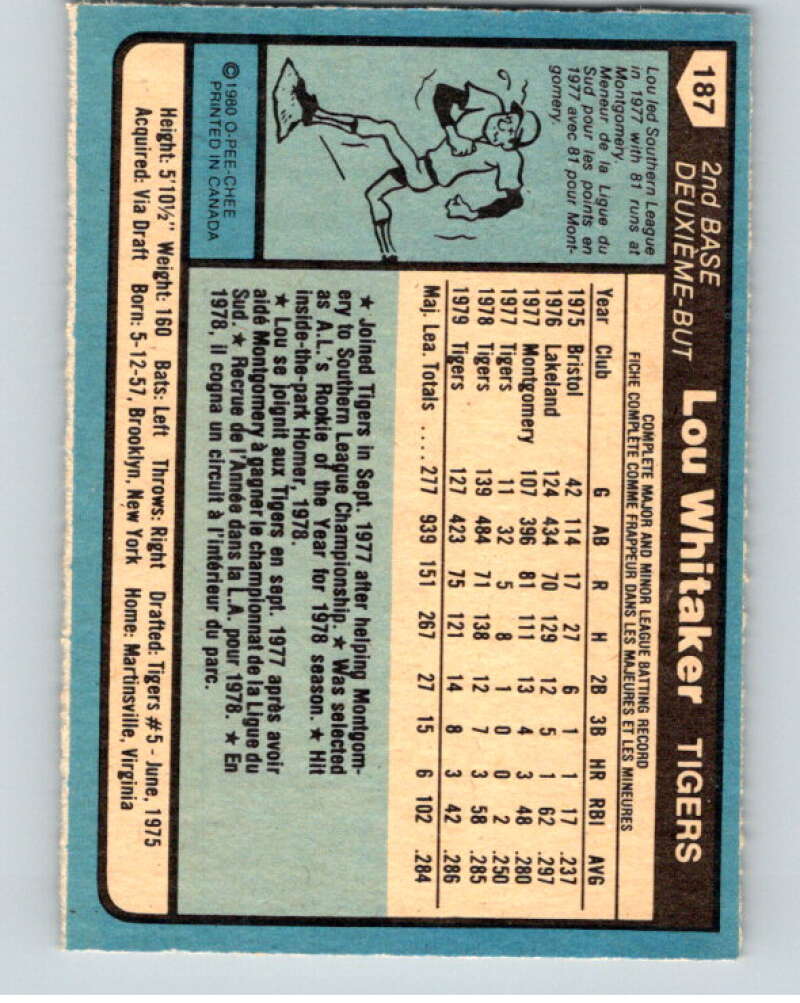 187
2nd BASE
DEUXIÈME-BUT
Lou Whitaker TIGERS
Lou led Southern League
in 1977 with 81 runs at
Montgomery.
Meneur de la Ligue du
Sud pour les points en
1977 avec 81 pour Mont-
gomery.
© 1980 O-PEE-CHEE
PRINTED IN CANADA
COMPLETE MAJOR AND MINOR LEAGUE BATTING RECORD
FICHE COMPLÈTE COMME FRAPPEUR DANS LES MAJEURES ET LES MINEURES
Year Club G AB R H 2B 3B HR RBI AVG
1975 Bristol 42 114 17 27 6 1 1 17 .237
1976 Lakeland 124 434 70 129 12 5 1 62 .297
1977 Montgomery 107 396 81 111 13 4 3 48 .280
1977 Tigers 11 32 5 8 1 0 0 2 .250
1978 Tigers 139 484 71 138 12 7 3 58 .285
1979 Tigers 127 423 75 121 14 8 3 42 .286
Maj. Lea. Totals ..... 277 939 151 267 27 15 6 102 .284
★ Joined Tigers in Sept. 1977 after helping Montgom-
ery to Southern League Championship. ★ Was selected
as A.L.'s Rookie of the Year for 1978 season. ★ Hit
inside-the-park Homer, 1978.
★ Lou se joignit aux Tigers en sept. 1977 après avoir
aidé Montgomery à gagner le championnat de la Ligue du
Sud. ★ Recrue de l'Année dans la L.A. pour 1978. ★ En
1978, il cogna un circuit à l'intérieur du parc.
Height: 5'10½" Weight: 160 Bats: Left Throws: Right Drafted: Tigers #5 - June, 1975
Acquired: Via Draft Born: 5-12-57, Brooklyn, New York Home: Martinsville, Virginia